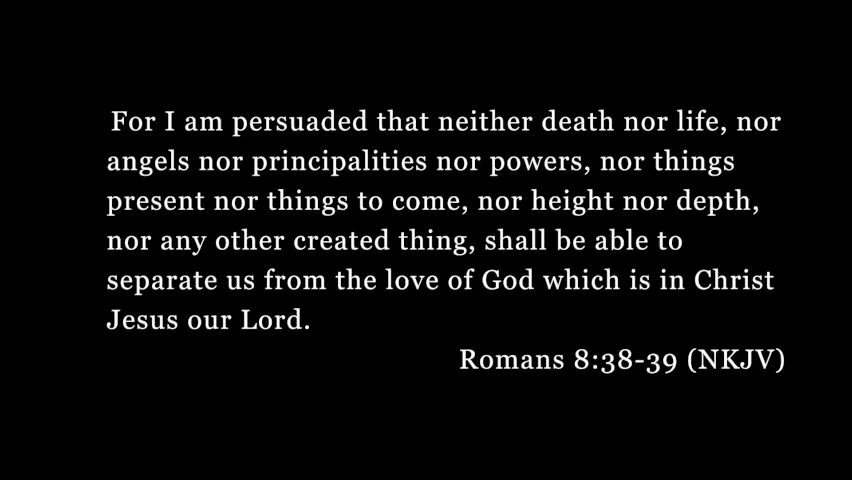 For I am persuaded that neither death nor life, nor
angels nor principalities nor powers, nor things
present nor things to come, nor height nor depth,
nor any other created thing, shall be able to
separate us from the love of God which is in Christ
Jesus our Lord.
Romans 8:38-39 (NKJV)